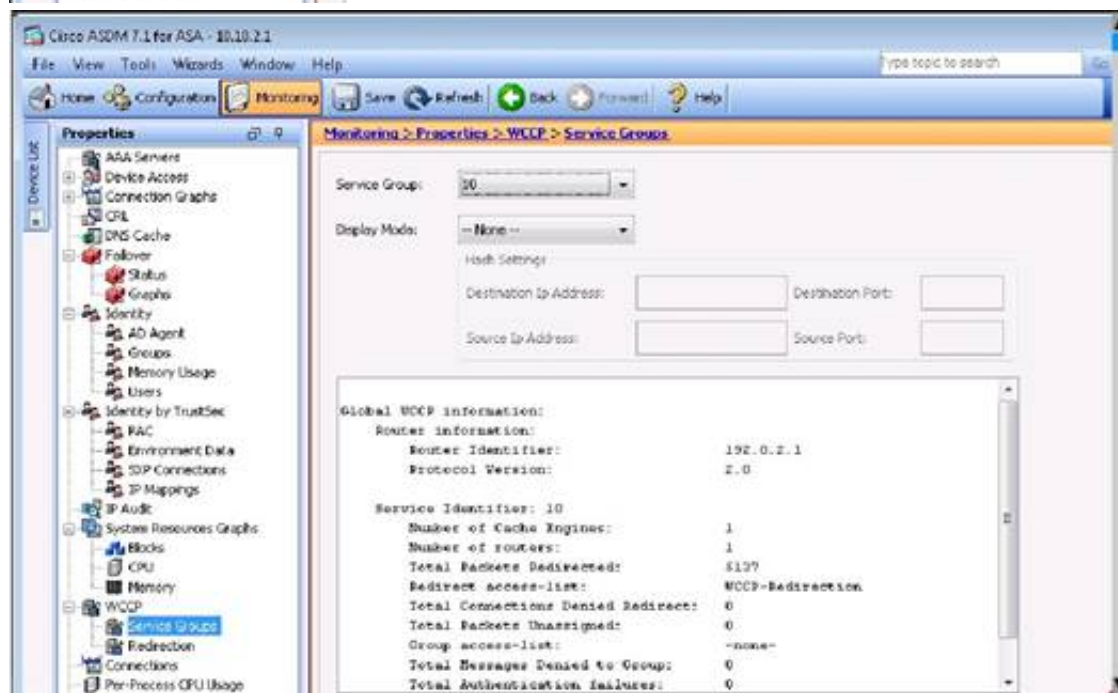 Cisco ASDM 7.1 for ASA - 10.10.2.1
File View Tools Wizards Window Help
Type topic to search
Go
Home Configuration Monitoring Save Refresh Back Forward Help
Device List
Properties
AAA Servers
Device Access
Connection Graphs
CRL
DNS Cache
Failover
Status
Graphs
Identity
AD Agent
Groups
Memory Usage
Users
Identity by TrustSec
PAC
Environment Data
SXP Connections
IP Mappings
IP Audit
System Resources Graphs
Blocks
CPU
Memory
WCCP
Service Groups
Redirection
Connections
Per-Process CPU Usage
Monitoring > Properties > WCCP > Service Groups
Service Group: 10
Display Mode: -- None --
Hash Settings
Destination Ip Address: Destination Port:
Source Ip Address: Source Port:
Global WCCP information:
Router information:
Router Identifier: 192.0.2.1
Protocol Version: 2.0
Service Identifier: 10
Number of Cache Engines: 1
Number of routers: 1
Total Packets Redirected:
Redirect access-list: WCCP-Redirection
Total Connections Denied Redirect: 0
Total Packets Unassigned: 0
Group access-list: -none-
Total Messages Denied to Group: 0
Total Authentication failures: 0